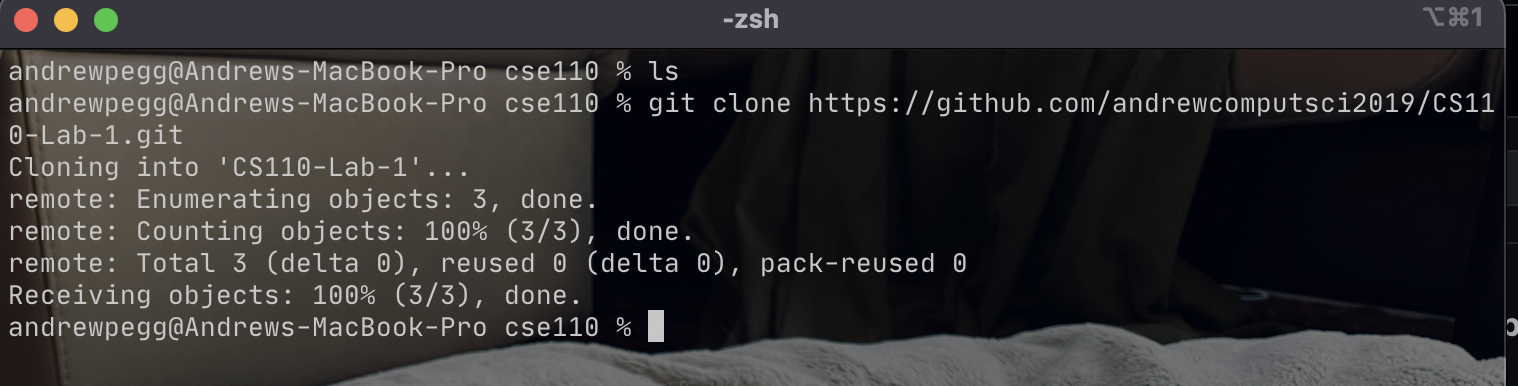 -zsh
⌥⌘1
andrewpegg@Andrews-MacBook-Pro cse110 % ls
andrewpegg@Andrews-MacBook-Pro cse110 % git clone https://github.com/andrewcomputsci2019/CS11
0-Lab-1.git
Cloning into 'CS110-Lab-1'...
remote: Enumerating objects: 3, done.
remote: Counting objects: 100% (3/3), done.
remote: Total 3 (delta 0), reused 0 (delta 0), pack-reused 0
Receiving objects: 100% (3/3), done.
andrewpegg@Andrews-MacBook-Pro cse110 %